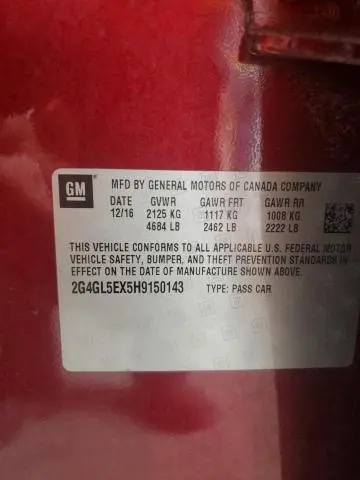 GM
MFD BY GENERAL MOTORS OF CANADA COMPANY
DATE GVWR GAWR FRT GAWR RR
12/16 2125 KG 1117 KG 1008 KG
4684 LB 2462 LB 2222 LB
THIS VEHICLE CONFORMS TO ALL APPLICABLE U.S. FEDERAL MOTOR
VEHICLE SAFETY, BUMPER, AND THEFT PREVENTION STANDARDS IN
EFFECT ON THE DATE OF MANUFACTURE SHOWN ABOVE.
2G4GL5EX5H9150143 TYPE: PASS CAR